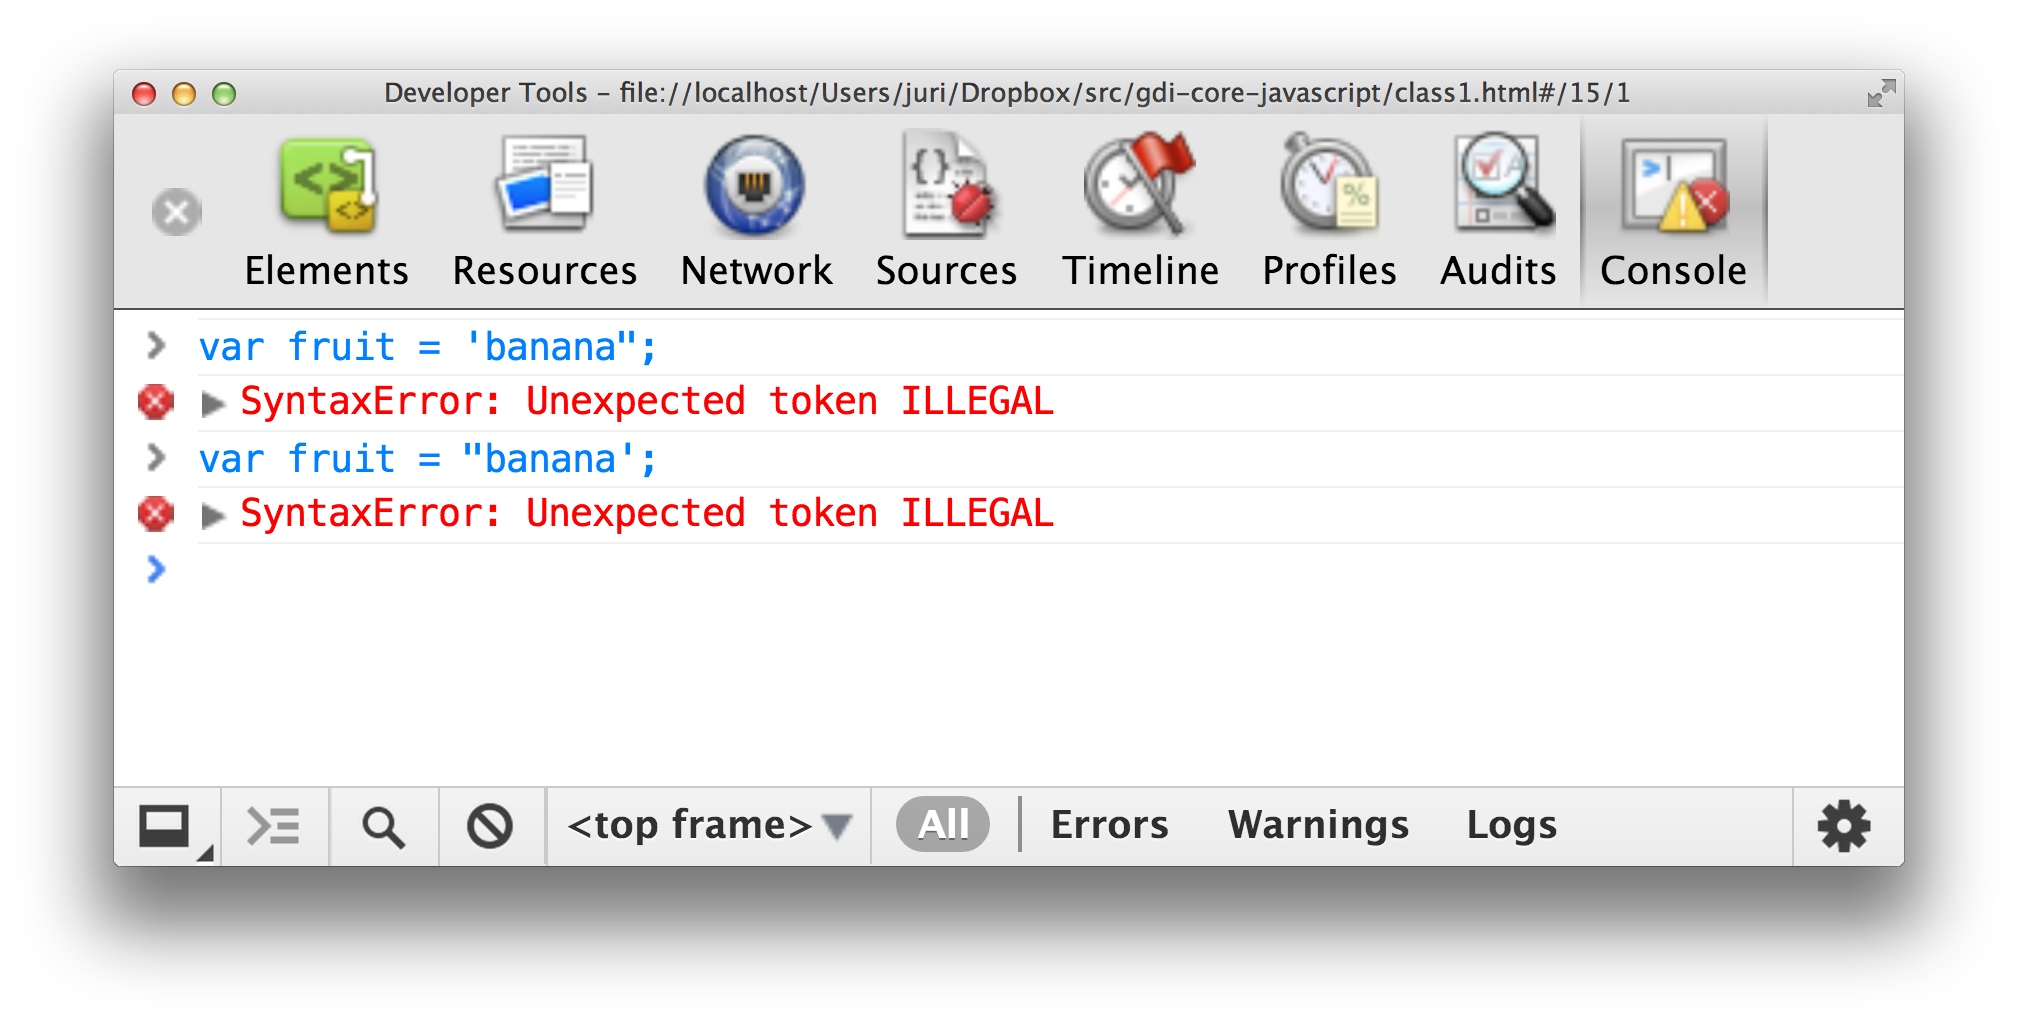 Developer Tools – file://localhost/Users/juri/Dropbox/src/gdi-core-javascript/class1.html#/15/1
Elements Resources Network Sources Timeline Profiles Audits Console
var fruit = 'banana";
SyntaxError: Unexpected token ILLEGAL
var fruit = "banana';
SyntaxError: Unexpected token ILLEGAL
<top frame> All Errors Warnings Logs